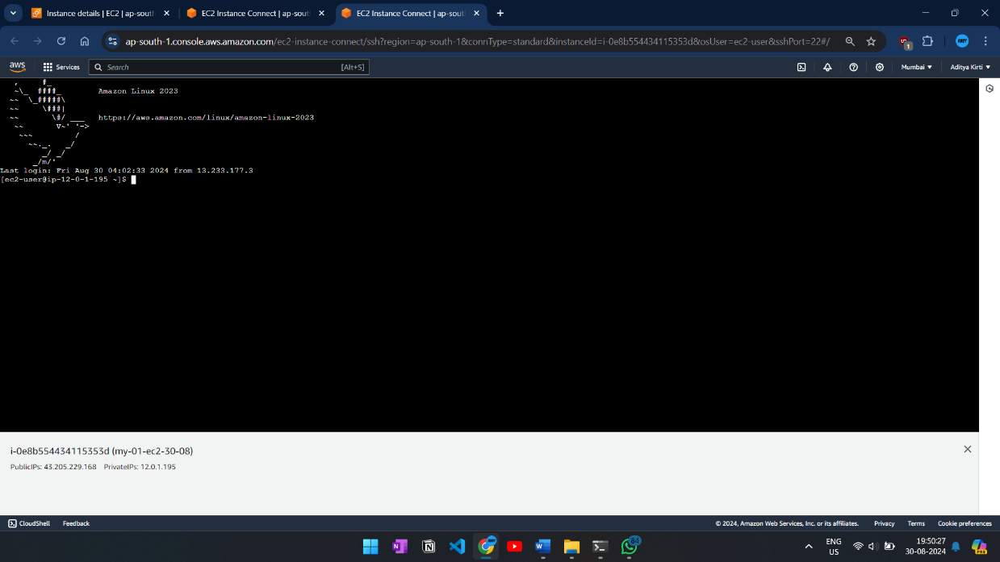 Instance details | EC2 | ap-south
EC2 Instance Connect | ap-south
EC2 Instance Connect | ap-south
ap-south-1.console.aws.amazon.com/ec2-instance-connect/ssh?region=ap-south-1&connType=standard&instanceId=i-0e8b554434115353d&osUser=ec2-user&sshPort=22#/
1
ABDY
aws
Services
Search
[Alt+S]
Mumbai
Aditya Kirti
   ,     #_
   ~\_  ####_        Amazon Linux 2023
  ~~  \_#####\
  ~~     \###|
  ~~       \#/ ___   https://aws.amazon.com/linux/amazon-linux-2023
   ~~       V~' '->
    ~~~         /
      ~~._.   _/
         _/ _/
       _/m/'
Last login: Fri Aug 30 04:02:33 2024 from 13.233.177.3
[ec2-user@ip-12-0-1-195 ~]$
i-0e8b554434115353d (my-01-ec2-30-08)
PublicIPs: 43.205.229.168 PrivateIPs: 12.0.1.195
CloudShell
Feedback
© 2024, Amazon Web Services, Inc. or its affiliates.
Privacy
Terms
Cookie preferences
84
ENG
US
19:50:27
30-08-2024